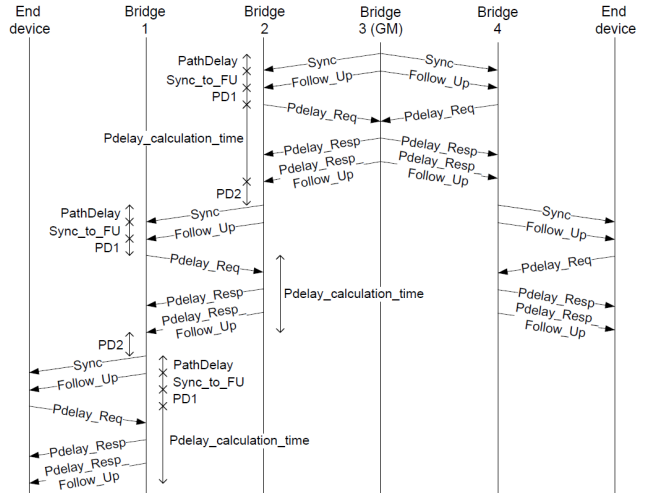 End
device
Bridge
1
Bridge
2
Bridge
3 (GM)
Bridge
4
End
device
PathDelay
Sync
Sync
Sync_to_FU
Follow_Up
Follow_Up
PD1
Pdelay_Req
Pdelay_Req
Pdelay_calculation_time
Pdelay_Resp
Pdelay_Resp
Pdelay_Resp_
Follow_Up
Pdelay_Resp_
Follow_Up
PD2
PathDelay
Sync
Sync
Sync_to_FU
Follow_Up
Follow_Up
PD1
Pdelay_Req
Pdelay_Req
Pdelay_calculation_time
Pdelay_Resp
Pdelay_Resp
Pdelay_Resp_
Follow_Up
Pdelay_Resp_
Follow_Up
PD2
Sync
PathDelay
Follow_Up
Sync_to_FU
PD1
Pdelay_Req
Pdelay_Resp
Pdelay_calculation_time
Pdelay_Resp_
Follow_Up